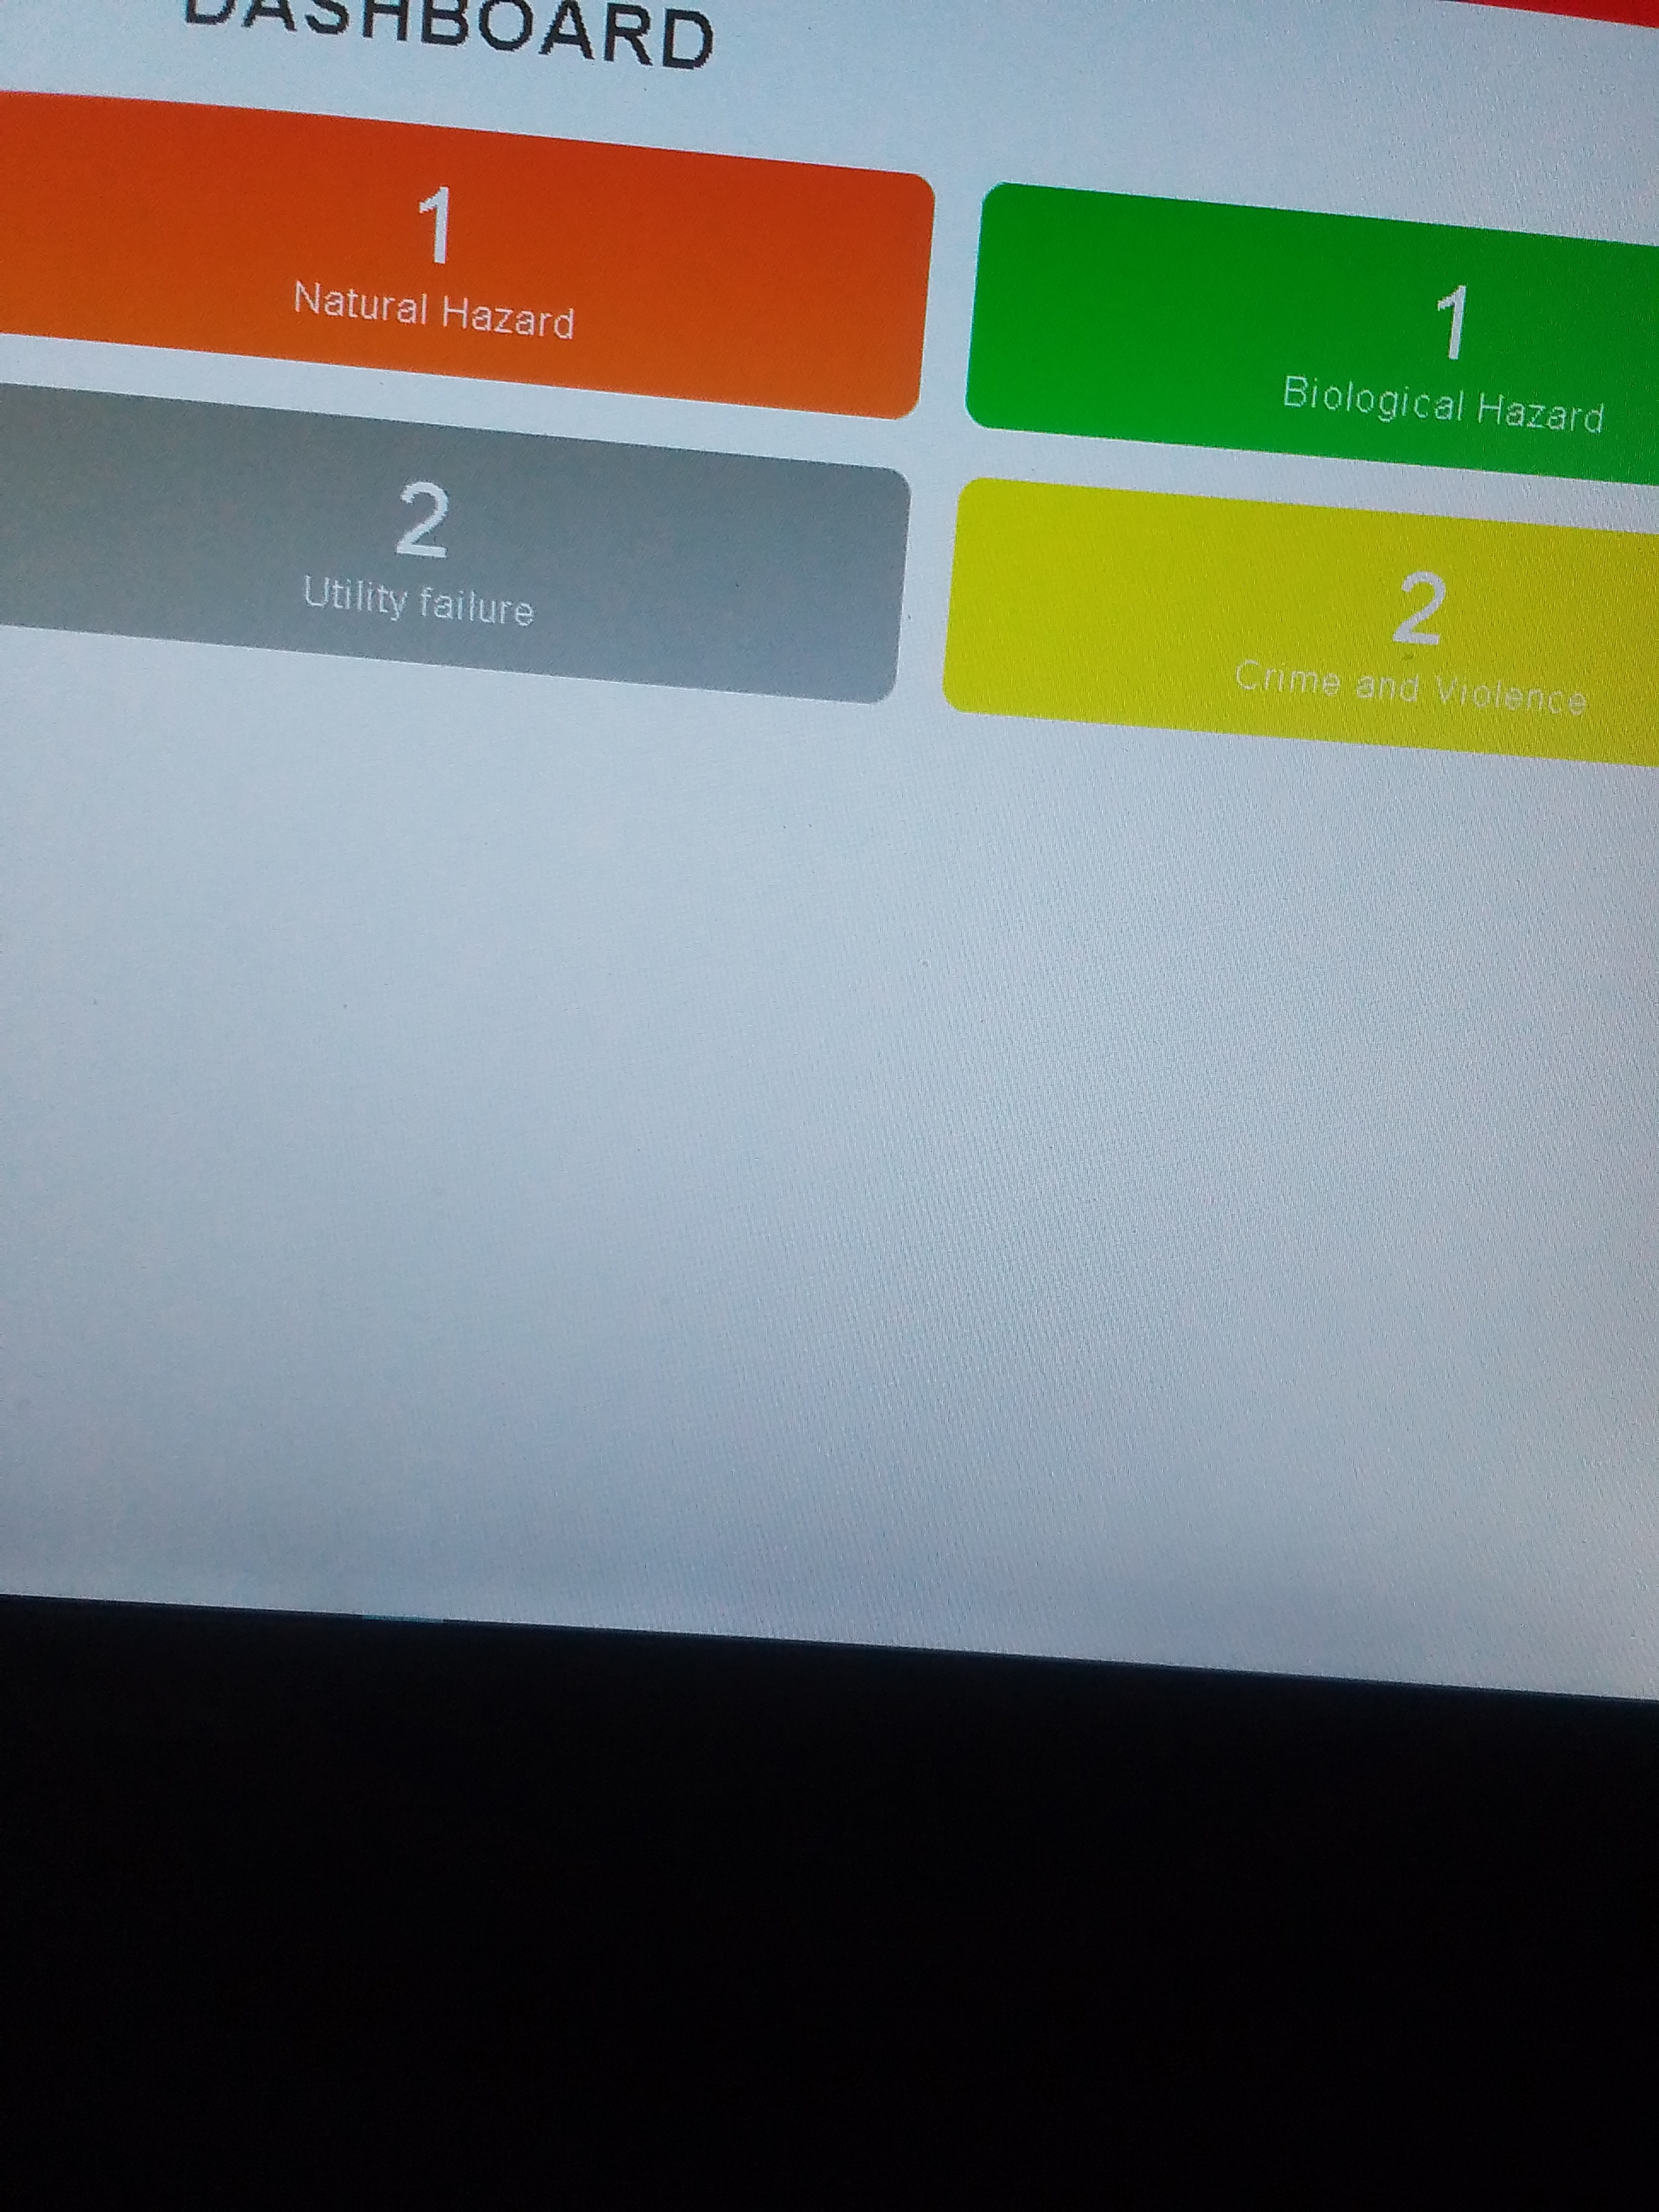 DASHBOARD
1
Natural Hazard
1
Biological Hazard
2
Utility failure
2
Crime and Violence